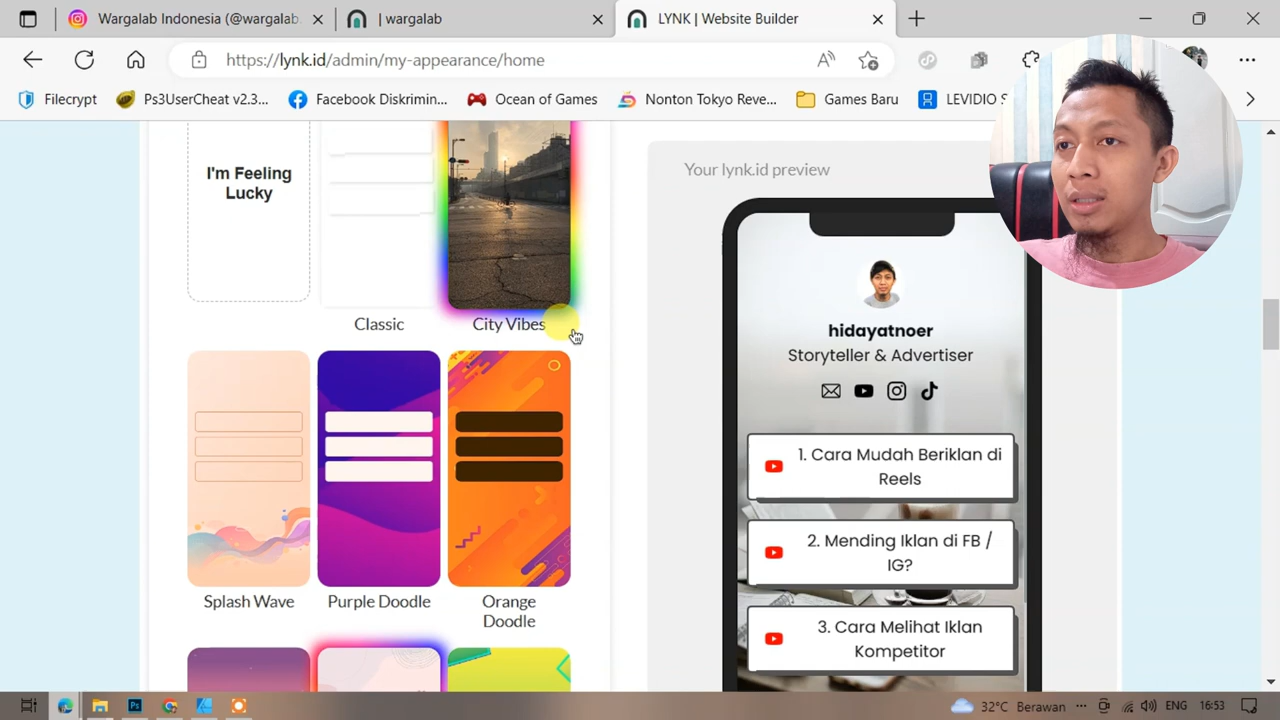 Wargalab Indonesia (@wargalab.
| wargalab
LYNK | Website Builder
https://lynk.id/admin/my-appearance/home
Filecrypt
Ps3UserCheat v2.3...
Facebook Diskrimin...
Ocean of Games
Nonton Tokyo Reve...
Games Baru
LEVIDIO S
I'm Feeling
Lucky
Classic
City Vibes
Splash Wave
Purple Doodle
Orange
Doodle
Your lynk.id preview
hidayatnoer
Storyteller & Advertiser
1. Cara Mudah Beriklan di
Reels
2. Mending Iklan di FB /
IG?
3. Cara Melihat Iklan
Kompetitor
32°C Berawan
ENG
16:53